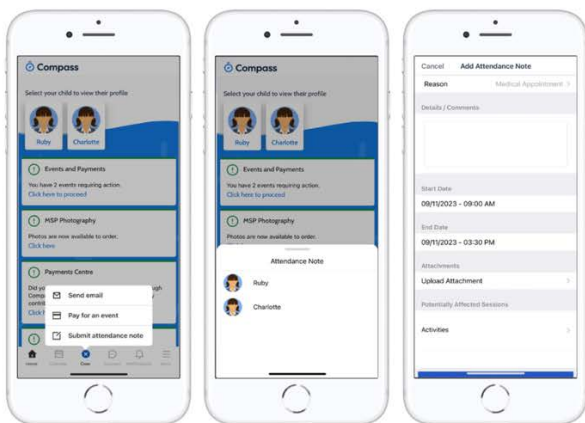 Compass
Select your child to view their profile
Ruby
Charlotte
Events and Payments
You have 2 events requiring action.
Click here to proceed
MSP Photography
Photos are now available to order.
Click here
Payments Centre
Send email
Pay for an event
Submit attendance note
Home
Compass
Select your child to view their profile
Ruby
Charlotte
Events and Payments
You have 2 events requiring action.
Click here to proceed
MSP Photography
Photos are now available to order.
Attendance Note
Ruby
Charlotte
Cancel
Add Attendance Note
Reason
Medical Appointment
Details / Comments
Start Date
09/11/2023 - 09:00 AM
End Date
09/11/2023 - 03:30 PM
Attachments
Upload Attachment
Potentially Affected Sessions
Activities